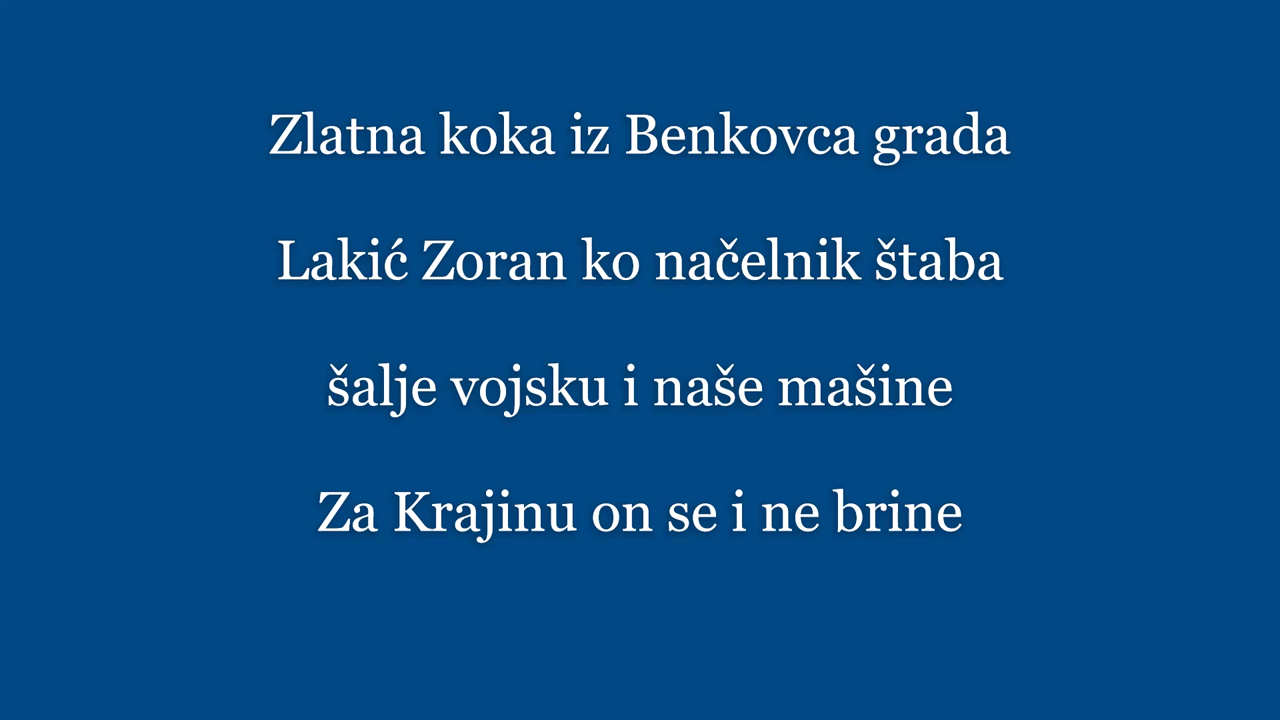 Zlatna koka iz Benkovca grada
Lakić Zoran ko načelnik štaba
šalje vojsku i naše mašine
Za Krajinu on se i ne brine